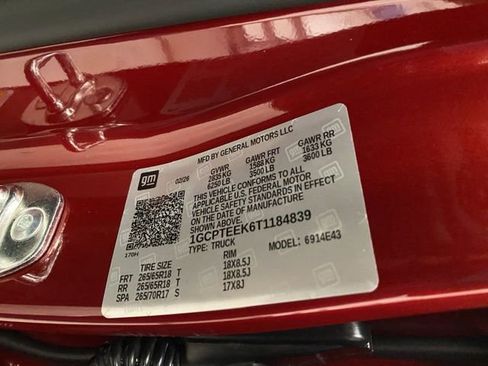 MFD BY GENERAL MOTORS LLC
gm
02/26
GVWR GAWR FRT GAWR RR
2835 KG 1588 KG 1633 KG
6250 LB 3500 LB 3600 LB
THIS VEHICLE CONFORMS TO ALL
APPLICABLE U.S. FEDERAL MOTOR
VEHICLE SAFETY STANDARDS IN EFFECT
ON THE DATE OF MANUFACTURE
SHOWN ABOVE.
1GCPTEEK6T1184839
TYPE: TRUCK MODEL: 6914E43
170H
TIRE SIZE RIM
FRT 265/65R18 T 18X8.5J
RR 265/65R18 T 18X8.5J
SPA 265/70R17 S 17X8J